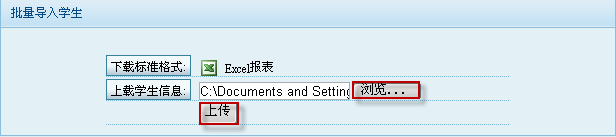 批量导入学生
下载标准格式: Excel报表
上载学生信息: C:\Documents and Setting 浏览...
上传